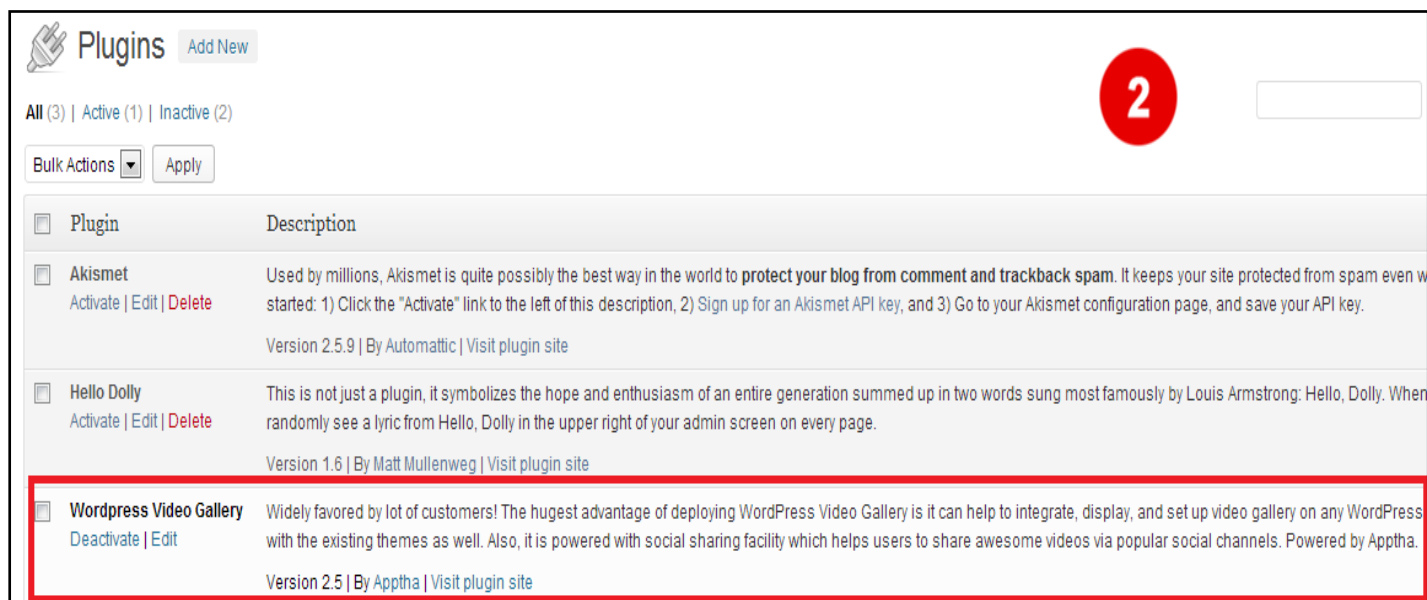 Plugins Add New
2
All (3) | Active (1) | Inactive (2)
Bulk Actions Apply
Plugin Description
Akismet
Activate | Edit | Delete
Used by millions, Akismet is quite possibly the best way in the world to protect your blog from comment and trackback spam. It keeps your site protected from spam even w
started: 1) Click the "Activate" link to the left of this description, 2) Sign up for an Akismet API key, and 3) Go to your Akismet configuration page, and save your API key.
Version 2.5.9 | By Automattic | Visit plugin site
Hello Dolly
Activate | Edit | Delete
This is not just a plugin, it symbolizes the hope and enthusiasm of an entire generation summed up in two words sung most famously by Louis Armstrong: Hello, Dolly. When
randomly see a lyric from Hello, Dolly in the upper right of your admin screen on every page.
Version 1.6 | By Matt Mullenweg | Visit plugin site
Wordpress Video Gallery
Deactivate | Edit
Widely favored by lot of customers! The hugest advantage of deploying WordPress Video Gallery is it can help to integrate, display, and set up video gallery on any WordPress
with the existing themes as well. Also, it is powered with social sharing facility which helps users to share awesome videos via popular social channels. Powered by Apptha.
Version 2.5 | By Apptha | Visit plugin site